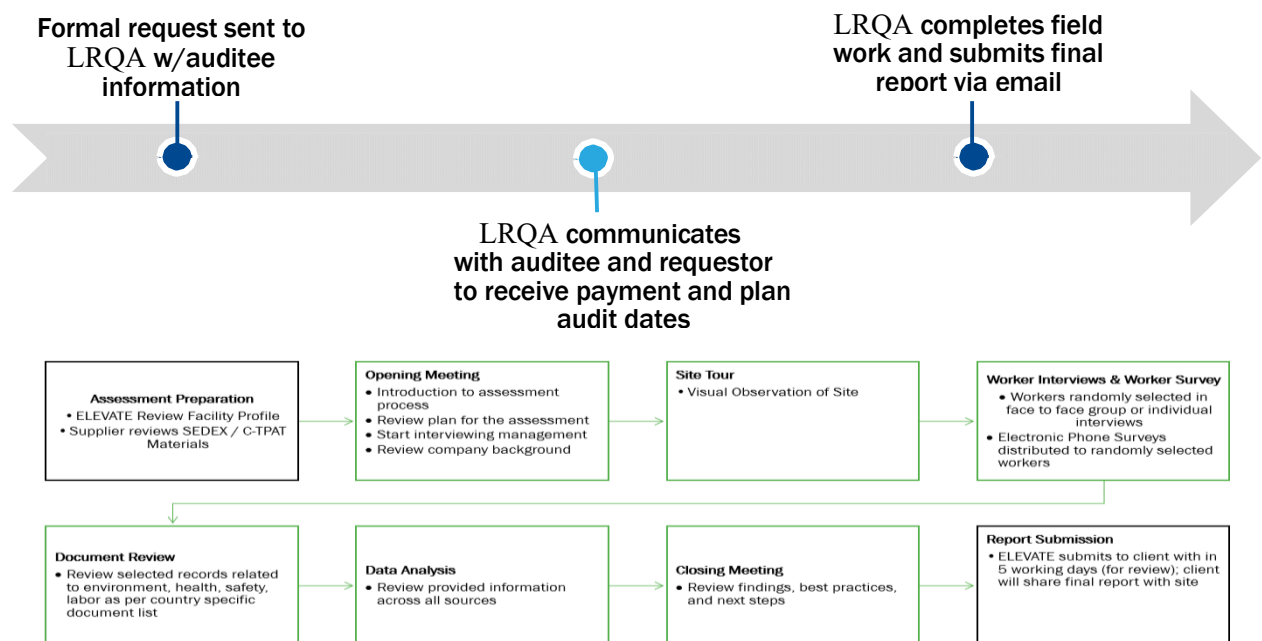 Formal request sent to
LRQA w/auditee
information
LRQA completes field
work and submits final
report via email
LRQA communicates
with auditee and requestor
to receive payment and plan
audit dates
Assessment Preparation
• ELEVATE Review Facility Profile
• Supplier reviews SEDEX / C-TPAT
Materials
Opening Meeting
• Introduction to assessment
process
• Review plan for the assessment
• Start interviewing management
• Review company background
Site Tour
• Visual Observation of Site
Worker Interviews & Worker Survey
• Workers randomly selected in
face to face group or individual
interviews
• Electronic Phone Surveys
distributed to randomly selected
workers
Document Review
• Review selected records related
to environment, health, safety,
labor as per country specific
document list
Data Analysis
• Review provided information
across all sources
Closing Meeting
• Review findings, best practices,
and next steps
Report Submission
• ELEVATE submits to client with in
5 working days (for review); client
will share final report with site